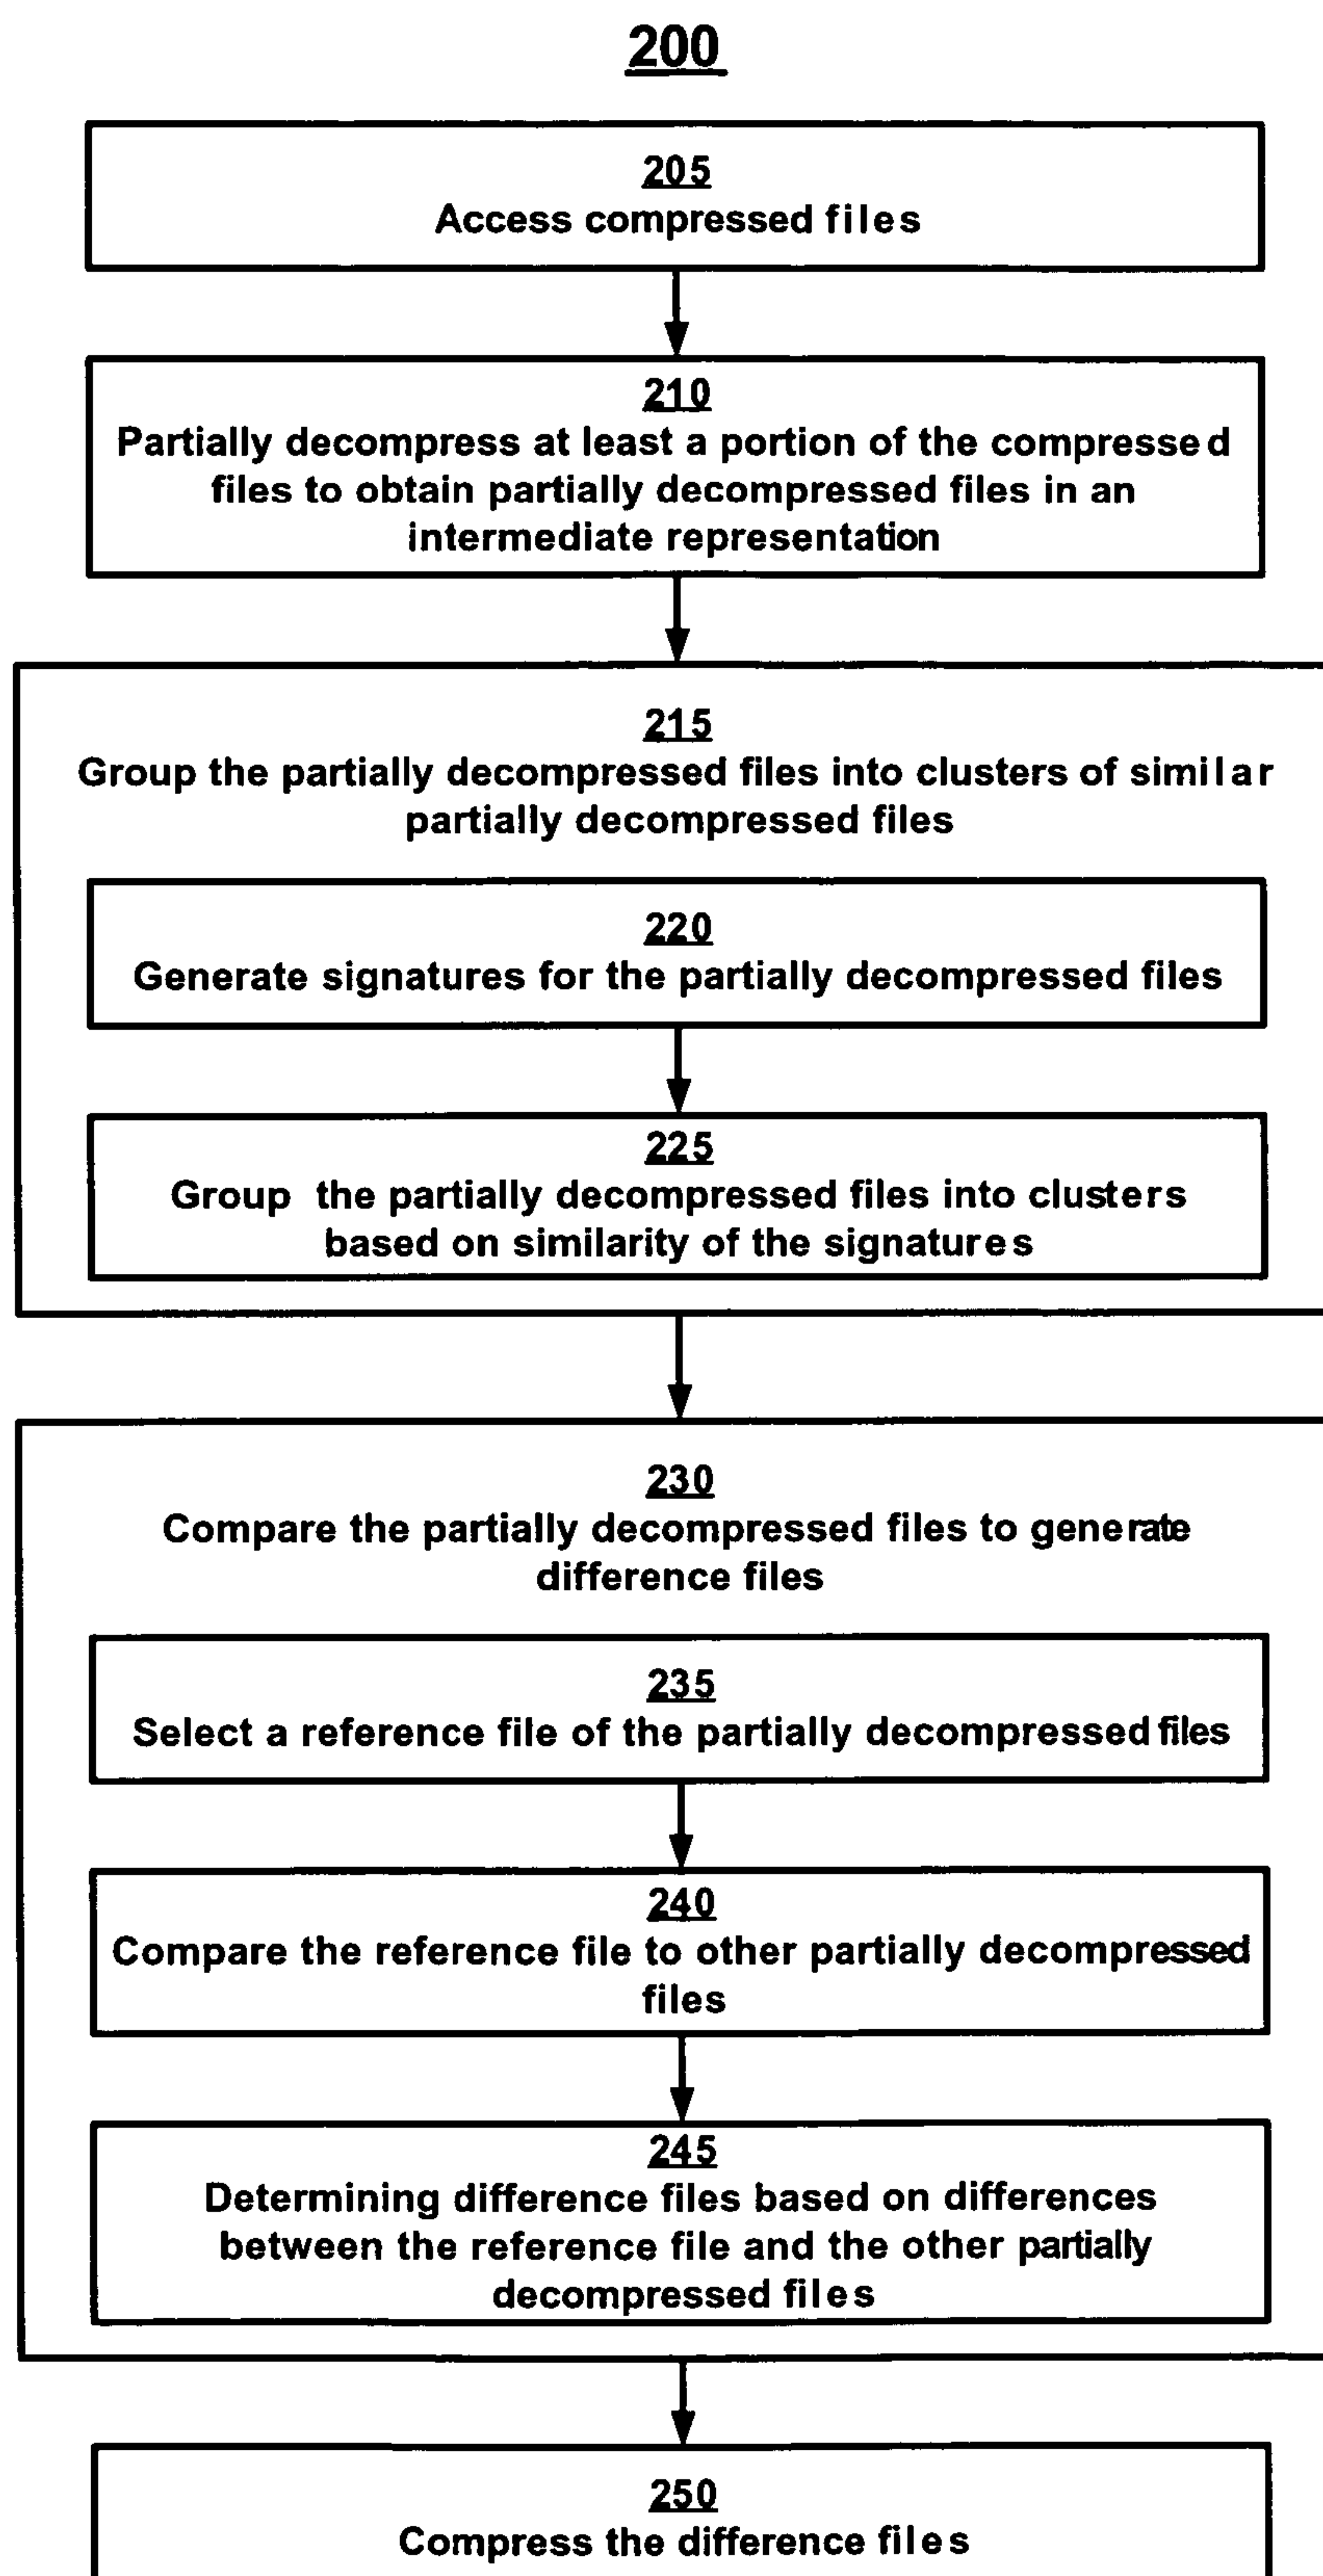 200
205
Access compressed files
210
Partially decompress at least a portion of the compressed
files to obtain partially decompressed files in an
intermediate representation
215
Group the partially decompressed files into clusters of similar
partially decompressed files
220
Generate signatures for the partially decompressed files
225
Group the partially decompressed files into clusters
based on similarity of the signatures
230
Compare the partially decompressed files to generate
difference files
235
Select a reference file of the partially decompressed files
240
Compare the reference file to other partially decompressed
files
245
Determining difference files based on differences
between the reference file and the other partially
decompressed files
250
Compress the difference files